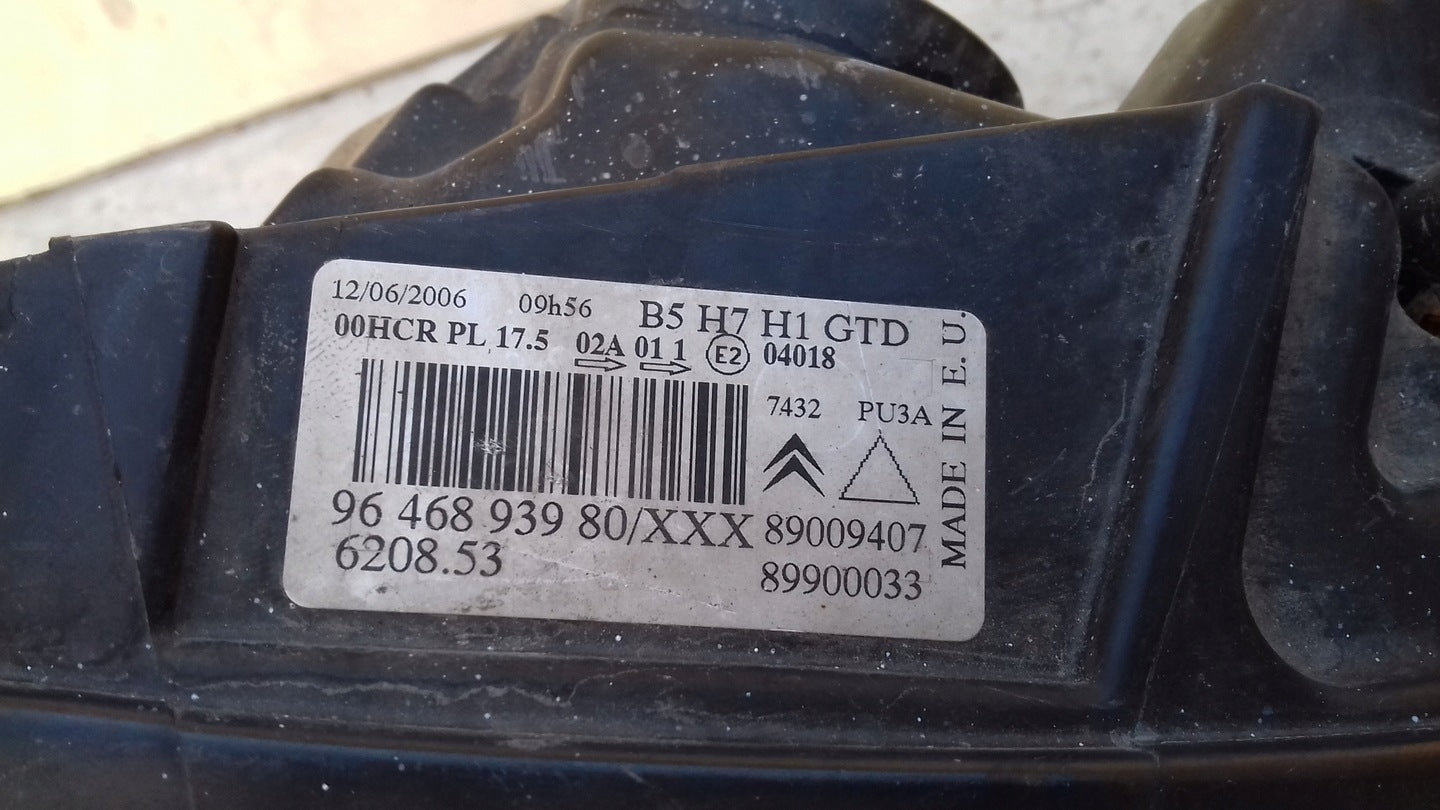 12/06/2006 09h56 B5 H7 H1 GTD
00HCR PL 17.5 02A 01 1 E2 04018
7432 PU3A
96 468 939 80/XXX 89009407
6208.53 89900033
MADE IN E. U.